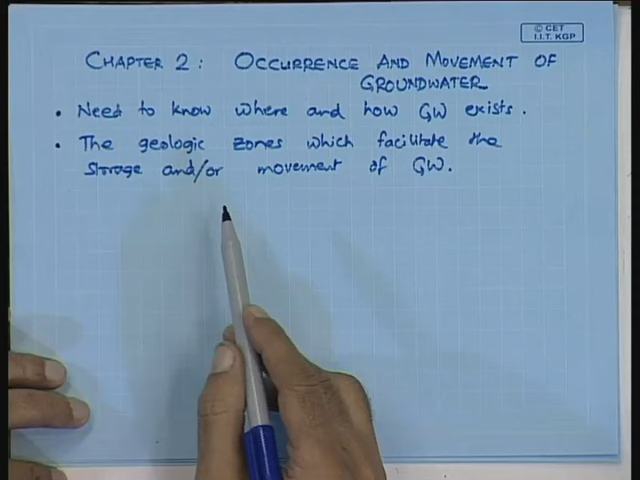 © CET
I.I.T. KGP
CHAPTER 2: OCCURRENCE AND MOVEMENT OF
GROUNDWATER
• Need to know where and how GW exists.
• The geologic zones which facilitate the
storage and/or movement of GW.